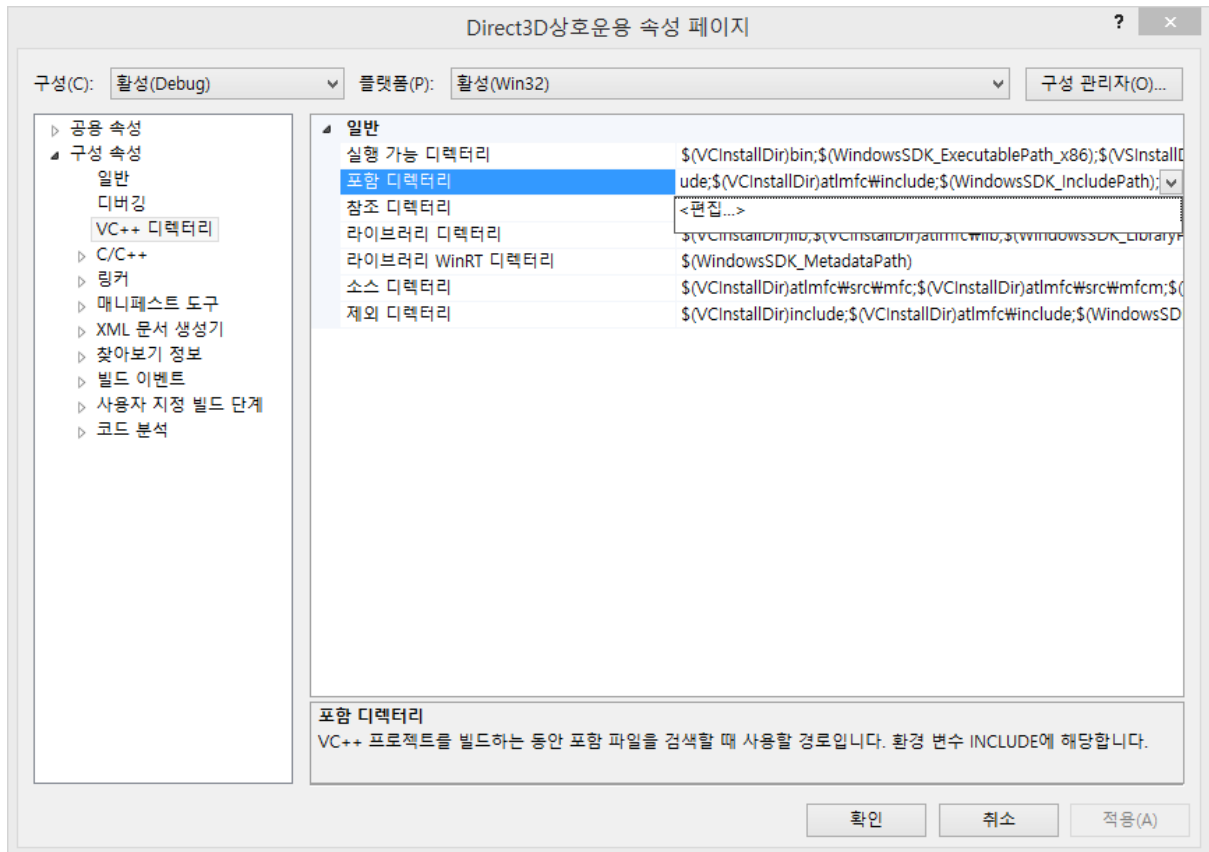 Direct3D상호운용 속성 페이지
?
구성(C): 활성(Debug) 플랫폼(P): 활성(Win32) 구성 관리자(O)...
공용 속성
구성 속성
일반
디버깅
VC++ 디렉터리
C/C++
링커
매니페스트 도구
XML 문서 생성기
찾아보기 정보
빌드 이벤트
사용자 지정 빌드 단계
코드 분석
일반
실행 가능 디렉터리 $(VCInstallDir)bin;$(WindowsSDK_ExecutablePath_x86);$(VSInstallD
포함 디렉터리 ude;$(VCInstallDir)atlmfc₩include;$(WindowsSDK_IncludePath);
참조 디렉터리 <편집...>
라이브러리 디렉터리 $(VCInstallDir)lib;$(VCInstallDir)atlmfc₩lib;$(WindowsSDK_LibraryP
라이브러리 WinRT 디렉터리 $(WindowsSDK_MetadataPath)
소스 디렉터리 $(VCInstallDir)atlmfc₩src₩mfc;$(VCInstallDir)atlmfc₩src₩mfcm;$(
제외 디렉터리 $(VCInstallDir)include;$(VCInstallDir)atlmfc₩include;$(WindowsSD
포함 디렉터리
VC++ 프로젝트를 빌드하는 동안 포함 파일을 검색할 때 사용할 경로입니다. 환경 변수 INCLUDE에 해당합니다.
확인 취소 적용(A)